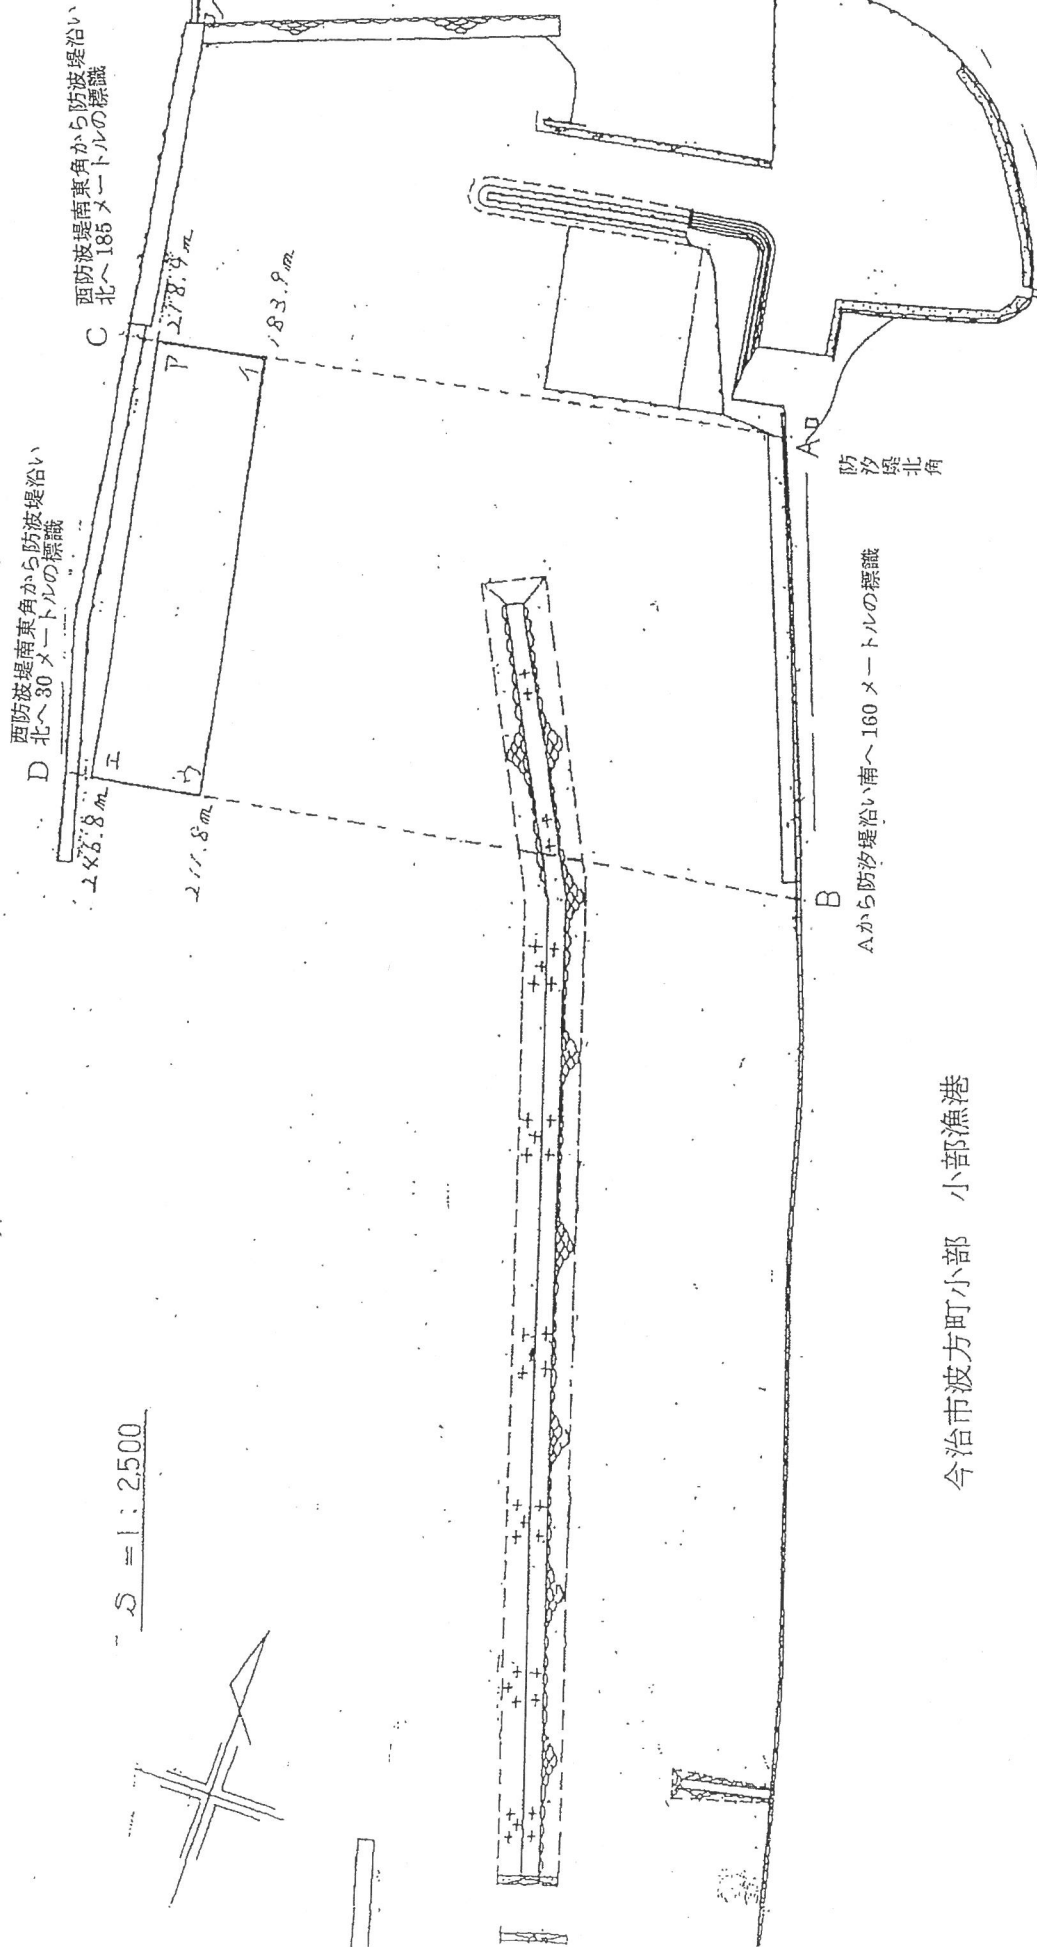 C
西防波堤南東角から防波堤沿い
北へ185メートルの標識
D
西防波堤南東角から防波堤沿い
北へ30メートルの標識
ア
イ
ウ
エ
183.9m
211.8m
A
防汐堤北角
B
Aから防汐堤沿い南へ160メートルの標識
S=1:2,500
今治市波方町小部 小部漁港